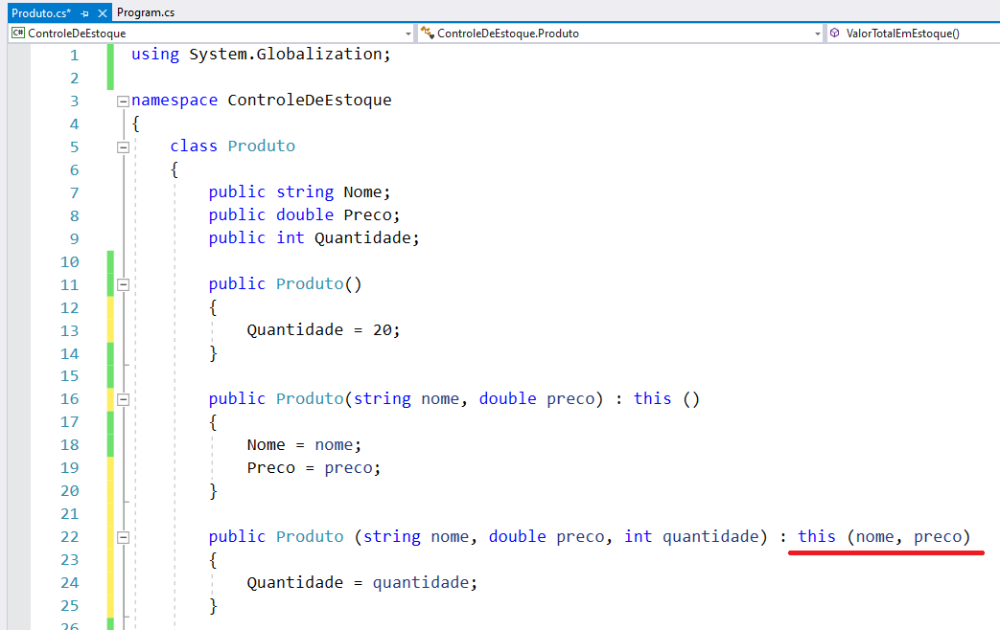 Produto.cs* Program.cs
C# ControleDeEstoque ControleDeEstoque.Produto ValorTotalEmEstoque()
1 using System.Globalization;
2
3 namespace ControleDeEstoque
4 {
5 class Produto
6 {
7 public string Nome;
8 public double Preco;
9 public int Quantidade;
10
11 public Produto()
12 {
13 Quantidade = 20;
14 }
15
16 public Produto(string nome, double preco) : this ()
17 {
18 Nome = nome;
19 Preco = preco;
20 }
21
22 public Produto (string nome, double preco, int quantidade) : this (nome, preco)
23 {
24 Quantidade = quantidade;
25 }
26